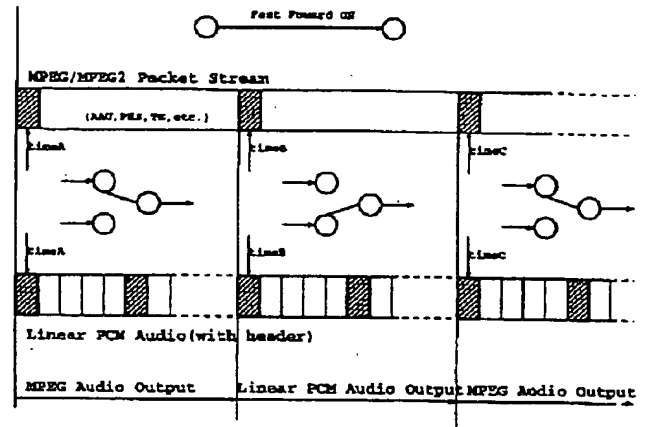 Fast Foward ON
MPEG/MPEG2 Packet Stream
(AAU, PES, TS, etc.)
timeA
timeB
timeC
timeA
timeB
timeC
Linear PCM Audio(with header)
MPEG Audio Output
Linear PCM Audio Output
MPEG Audio Output